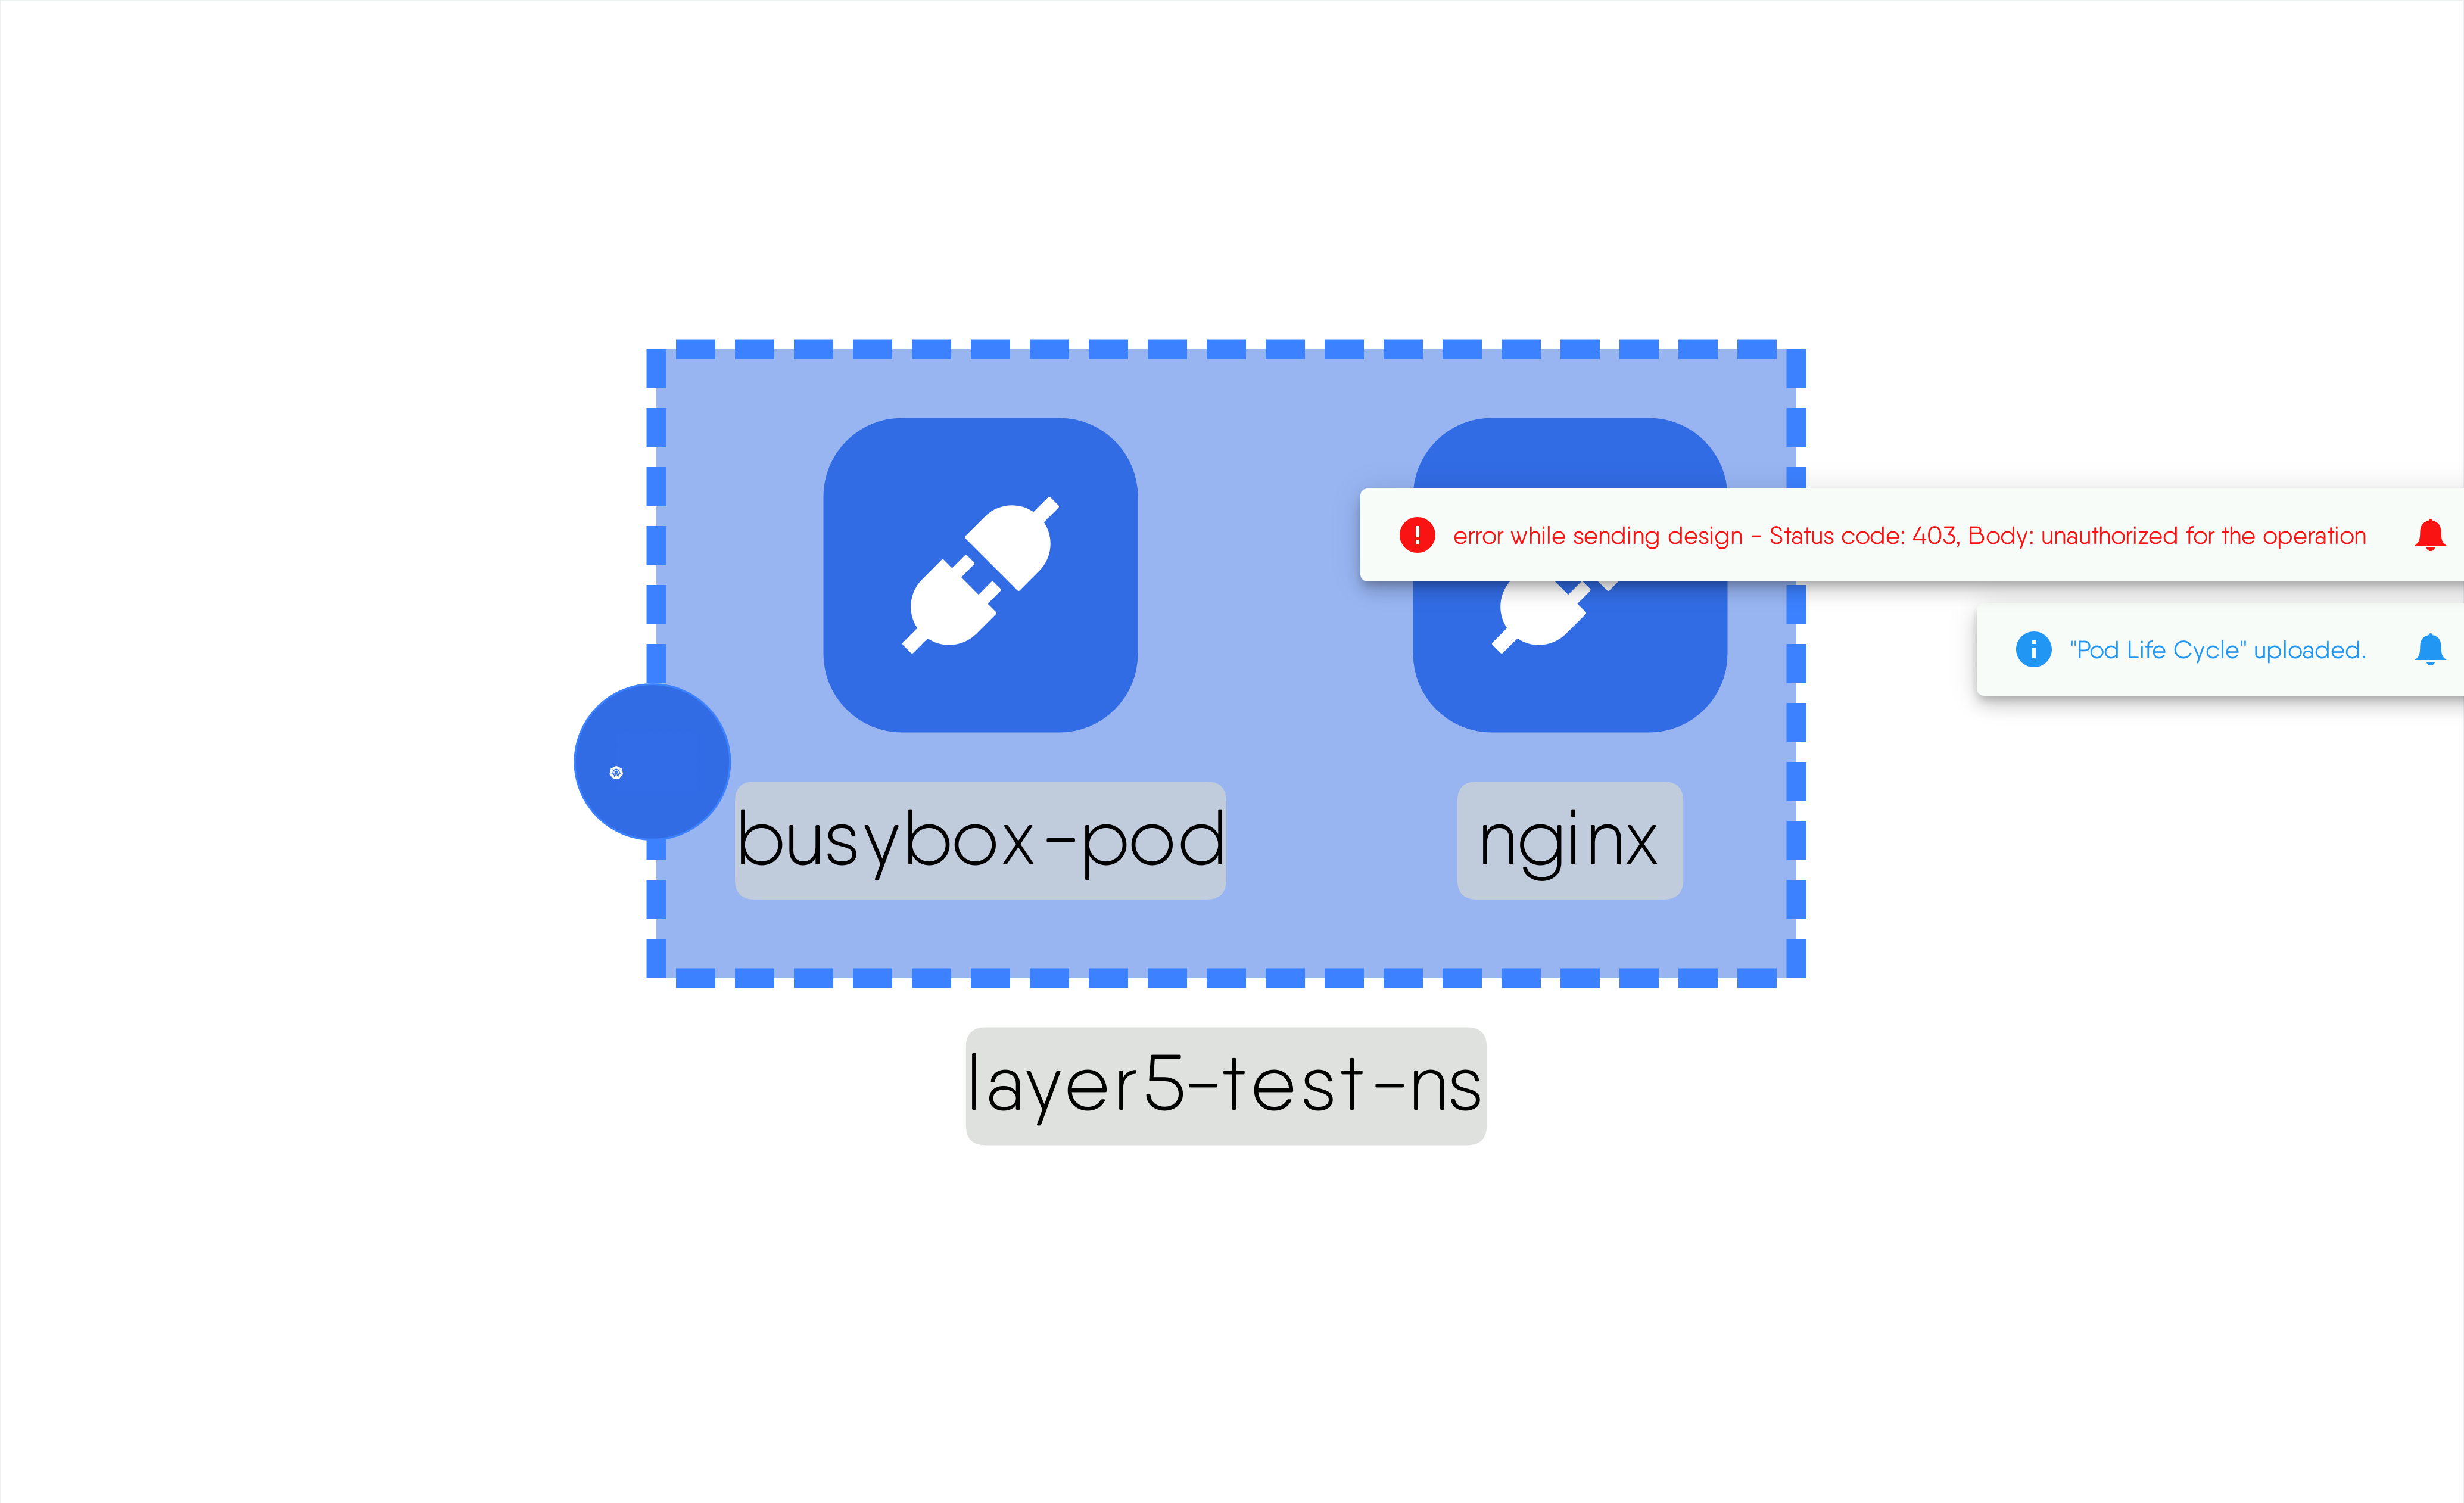 error while sending design - Status code: 403, Body: unauthorized for the operation
"Pod Life Cycle" uploaded.
busybox-pod
nginx
layer5-test-ns